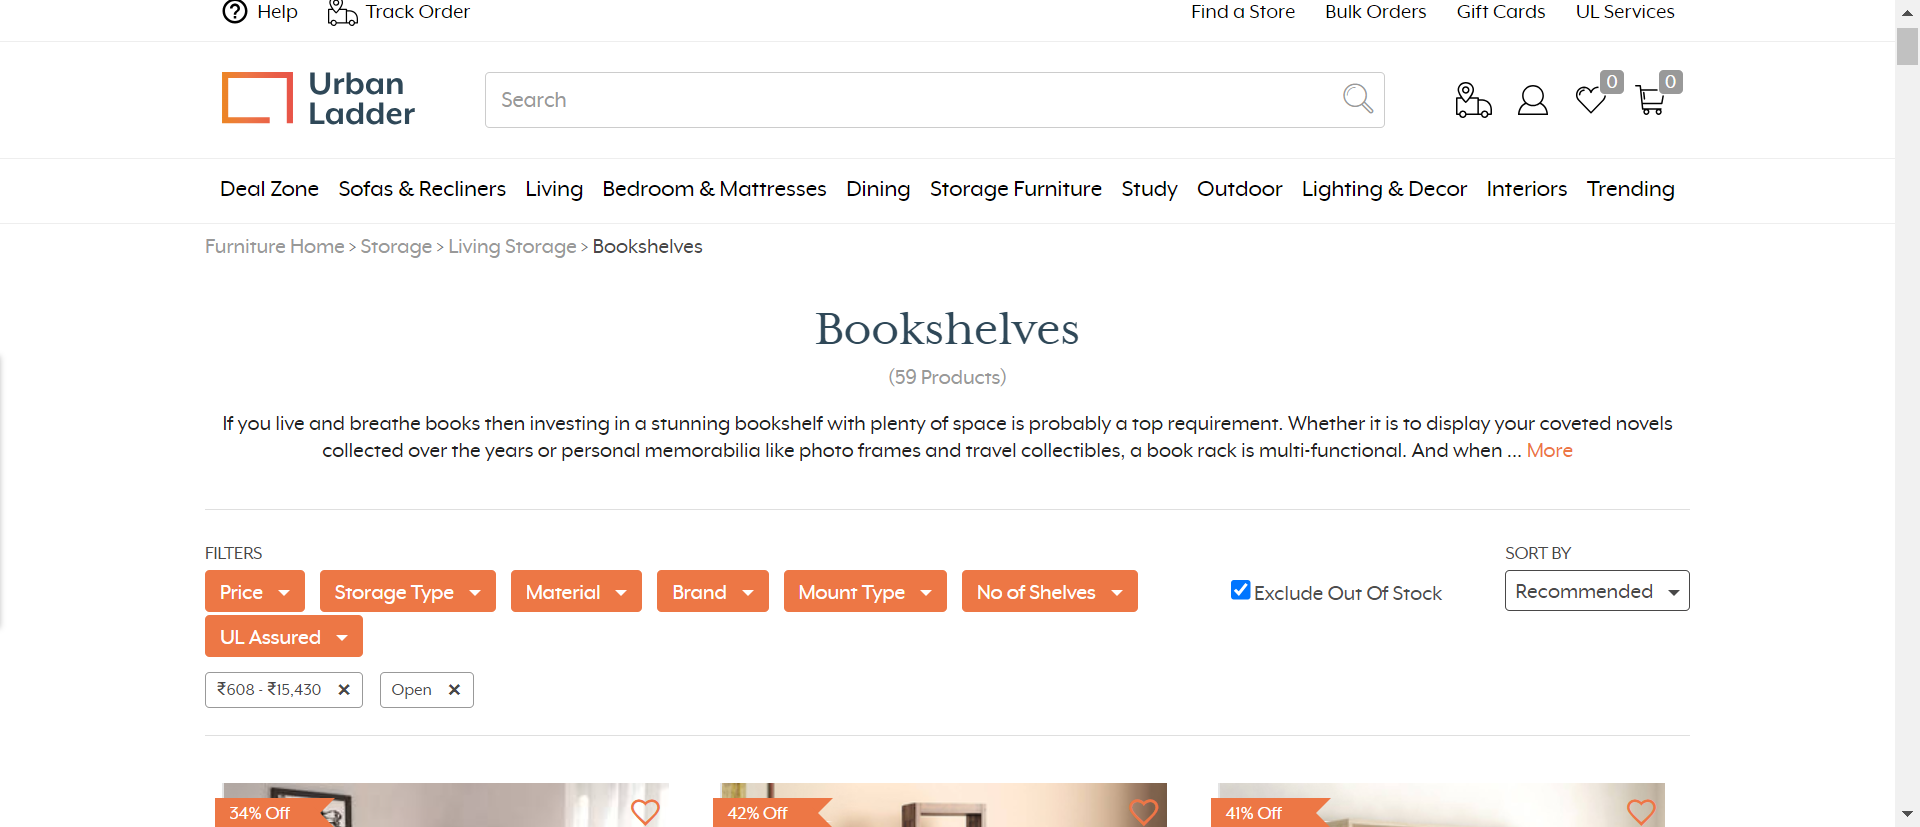 Help Track Order Find a Store Bulk Orders Gift Cards UL Services
Urban
Ladder
Search
0 0
Deal Zone Sofas & Recliners Living Bedroom & Mattresses Dining Storage Furniture Study Outdoor Lighting & Decor Interiors Trending
Furniture Home > Storage > Living Storage > Bookshelves
Bookshelves
(59 Products)
If you live and breathe books then investing in a stunning bookshelf with plenty of space is probably a top requirement. Whether it is to display your coveted novels
collected over the years or personal memorabilia like photo frames and travel collectibles, a book rack is multi-functional. And when ... More
FILTERS SORT BY
Price Storage Type Material Brand Mount Type No of Shelves Exclude Out Of Stock Recommended
UL Assured
₹608 - ₹15,430 Open
34% Off 42% Off 41% Off